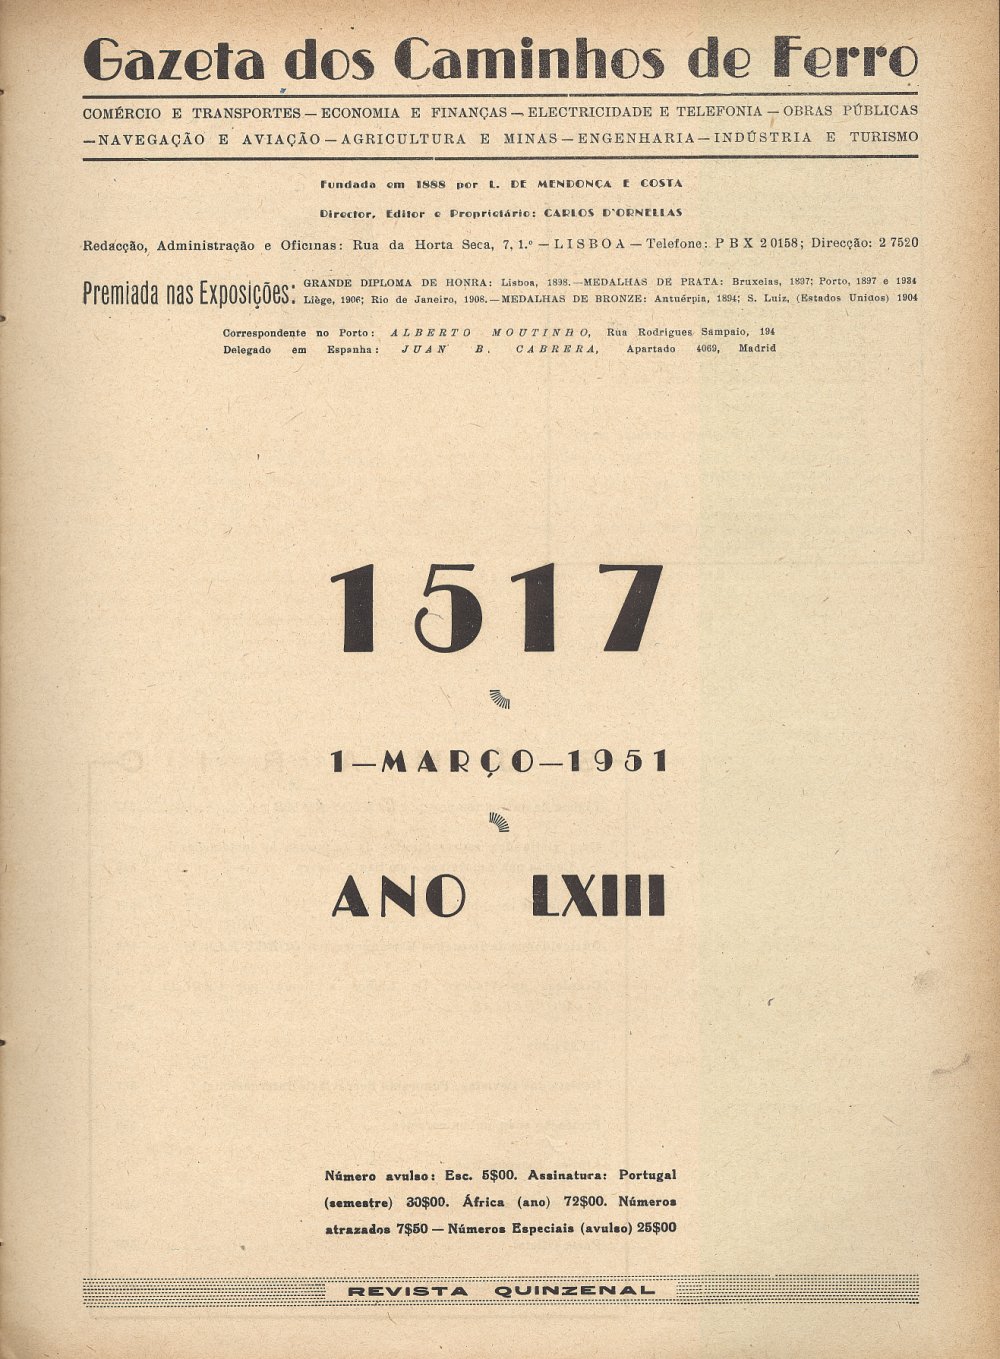 Gazeta dos Caminhos de Ferro
COMÉRCIO E TRANSPORTES — ECONOMIA E FINANÇAS — ELECTRICIDADE E TELEFONIA — OBRAS PÚBLICAS
— NAVEGAÇÃO E AVIAÇÃO — AGRICULTURA E MINAS — ENGENHARIA — INDÚSTRIA E TURISMO
Fundada em 1888 por L. DE MENDONÇA E COSTA
Director, Editor e Proprietário: CARLOS D'ORNELLAS
Redacção, Administração e Oficinas: Rua da Horta Seca, 7, 1.º — LISBOA — Telefone: PBX 20158; Direcção: 27520
Premiada nas Exposições:
GRANDE DIPLOMA DE HONRA: Lisboa, 1898. — MEDALHAS DE PRATA: Bruxelas, 1897; Porto, 1897 e 1934
Liège, 1906; Rio de Janeiro, 1908. — MEDALHAS DE BRONZE: Antuérpia, 1894; S. Luiz, (Estados Unidos) 1904
Correspondente no Porto: ALBERTO MOUTINHO, Rua Rodrigues Sampaio, 194
Delegado em Espanha: JUAN B. CABRERA, Apartado 4069, Madrid
1517
1—MARÇO—1951
ANO LXIII
Número avulso: Esc. 5$00. Assinatura: Portugal
(semestre) 30$00. África (ano) 72$00. Números
atrazados 7$50 — Números Especiais (avulso) 25$00
REVISTA QUINZENAL